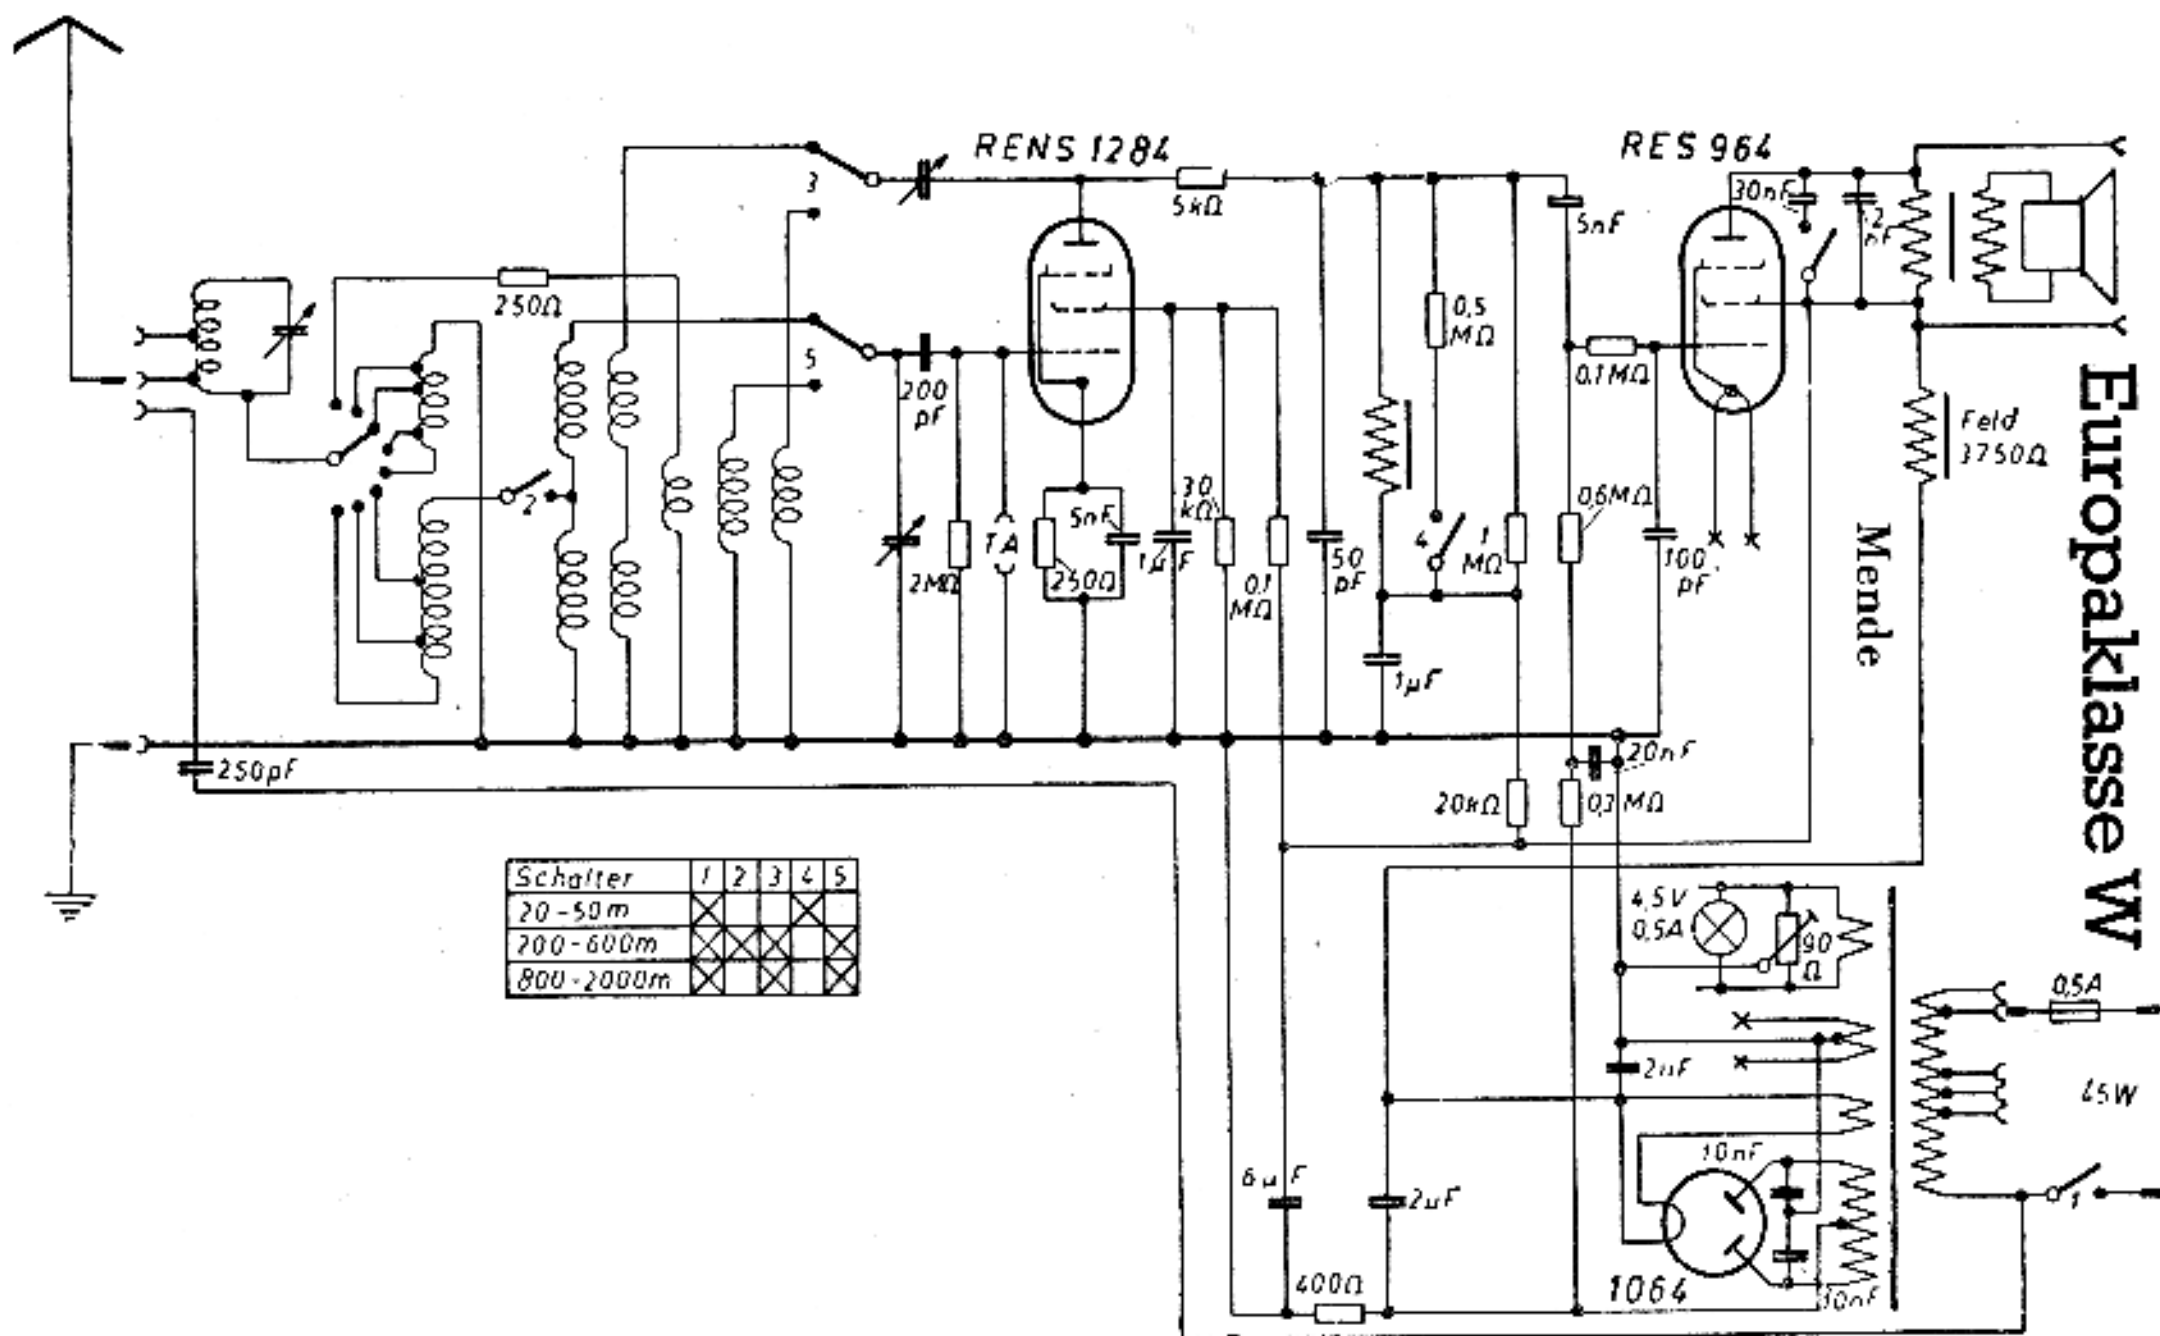 RENS 1284
RES 964
3
5kΩ
5nF
30nF
2
nF
250Ω
5
200
pF
0,5
MΩ
0,1MΩ
Feld
3750Ω
2
2MΩ
TA
5nF
250Ω
1µF
30
kΩ
0,1
MΩ
50
pF
4
1
MΩ
0,6MΩ
100
pF
1µF
Mende
Europaklasse W
250pF
20nF
20kΩ
0,3 MΩ
Schalter 1 2 3 4 5
20-50m
200-600m
800-2000m
4,5V
0,5A
90
Ω
0,5A
2µF
45W
10nF
6µF
2µF
1
400Ω
1064
10nF